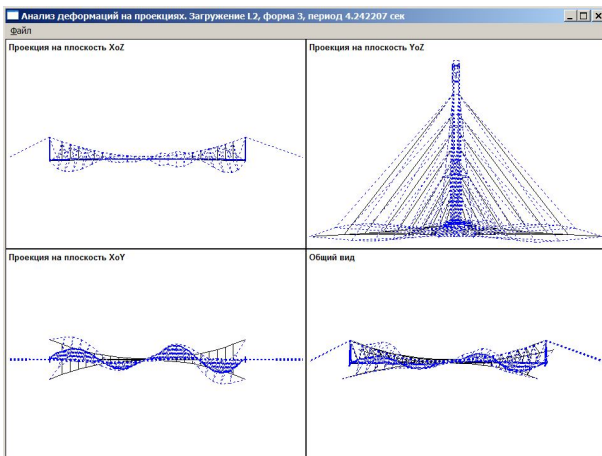 Анализ деформаций на проекциях. Загружение L2, форма 3, период 4.242207 сек
Файл
Проекция на плоскость XoZ
Проекция на плоскость YoZ
Проекция на плоскость XoY
Общий вид